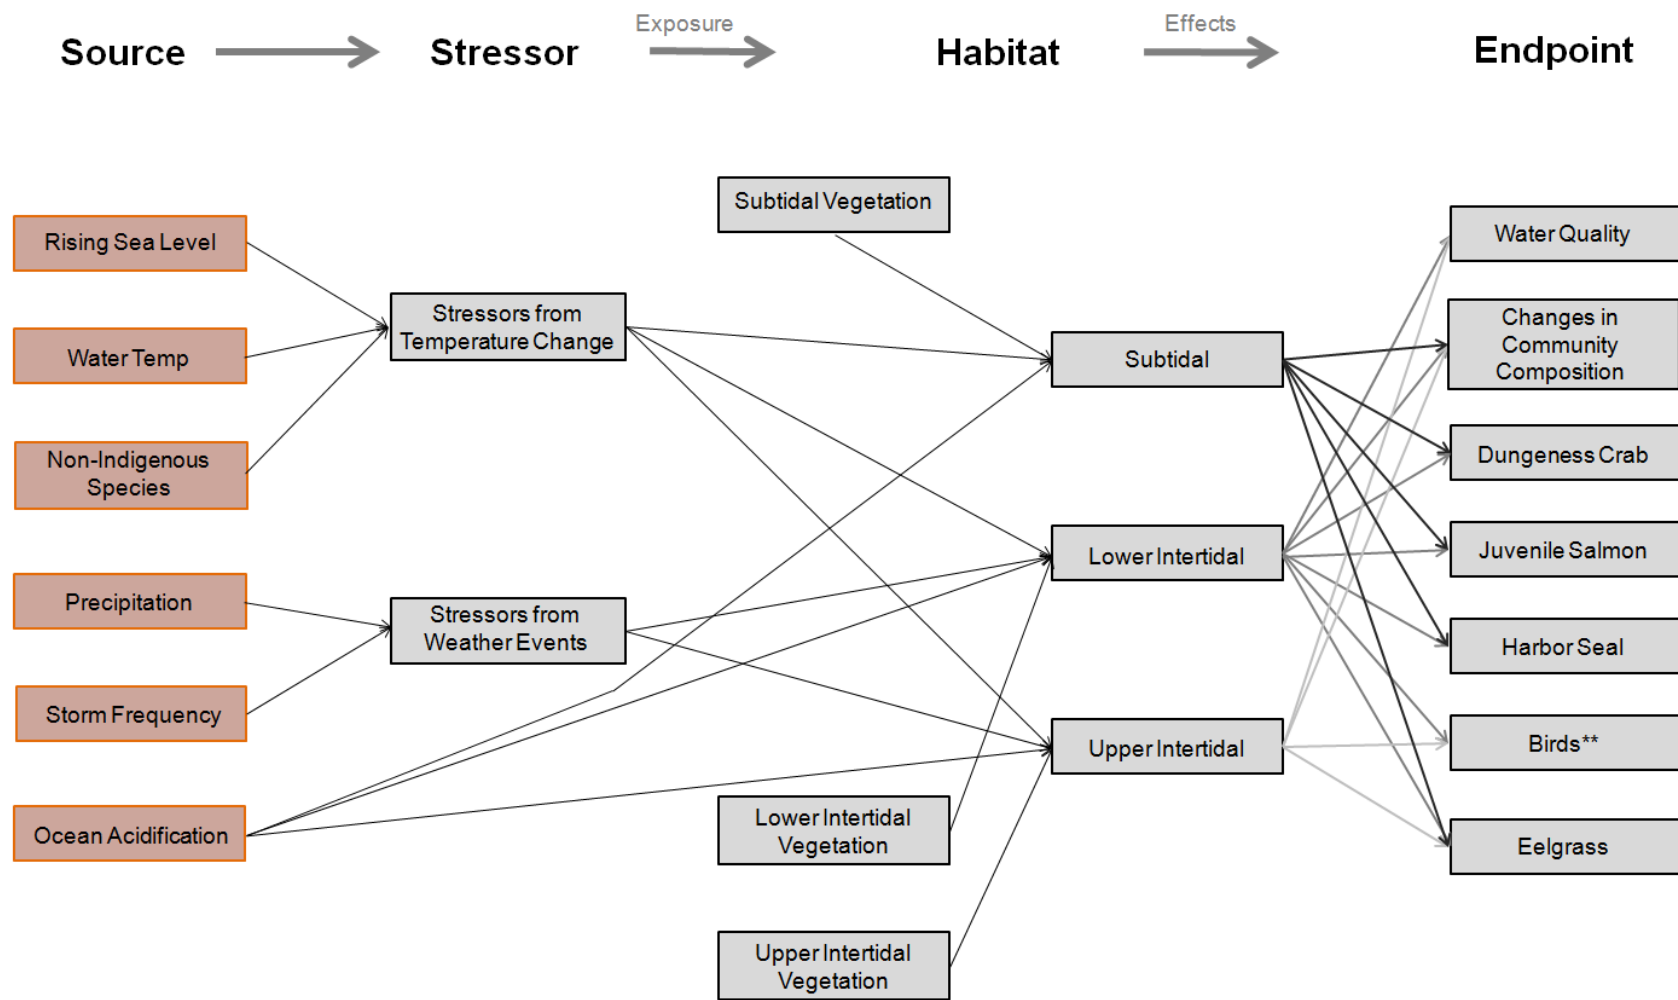 Source
Exposure
Stressor
Habitat
Effects
Endpoint
Rising Sea Level
Water Temp
Non-Indigenous
Species
Precipitation
Storm Frequency
Ocean Acidification
Stressors from
Temperature Change
Stressors from
Weather Events
Subtidal Vegetation
Lower Intertidal
Vegetation
Upper Intertidal
Vegetation
Subtidal
Lower Intertidal
Upper Intertidal
Water Quality
Changes in
Community
Composition
Dungeness Crab
Juvenile Salmon
Harbor Seal
Birds**
Eelgrass